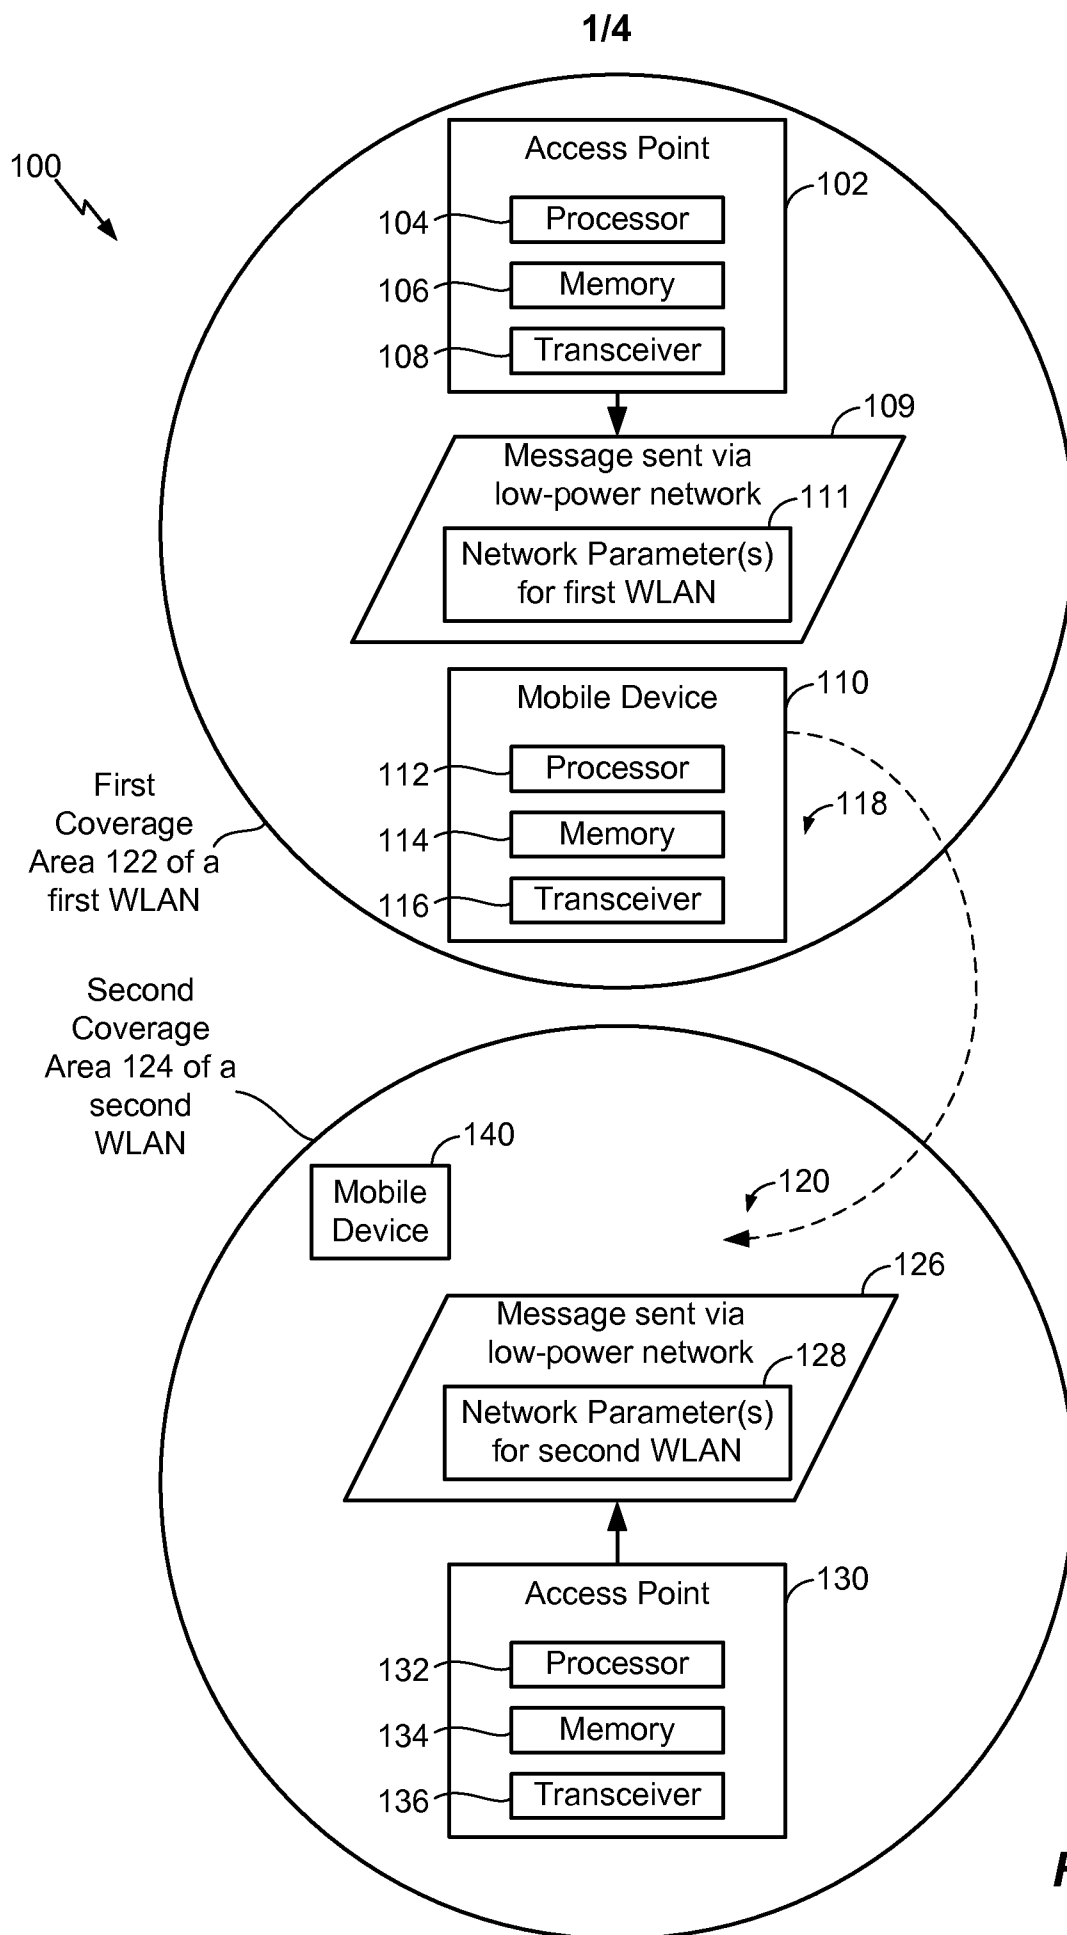 1/4
100
Access Point
102
104
Processor
106
Memory
108
Transceiver
109
Message sent via
low-power network
111
Network Parameter(s)
for first WLAN
110
Mobile Device
112
Processor
118
114
Memory
116
Transceiver
First
Coverage
Area 122 of a
first WLAN
Second
Coverage
Area 124 of a
second
WLAN
140
Mobile
Device
120
126
Message sent via
low-power network
128
Network Parameter(s)
for second WLAN
130
Access Point
132
Processor
134
Memory
136
Transceiver